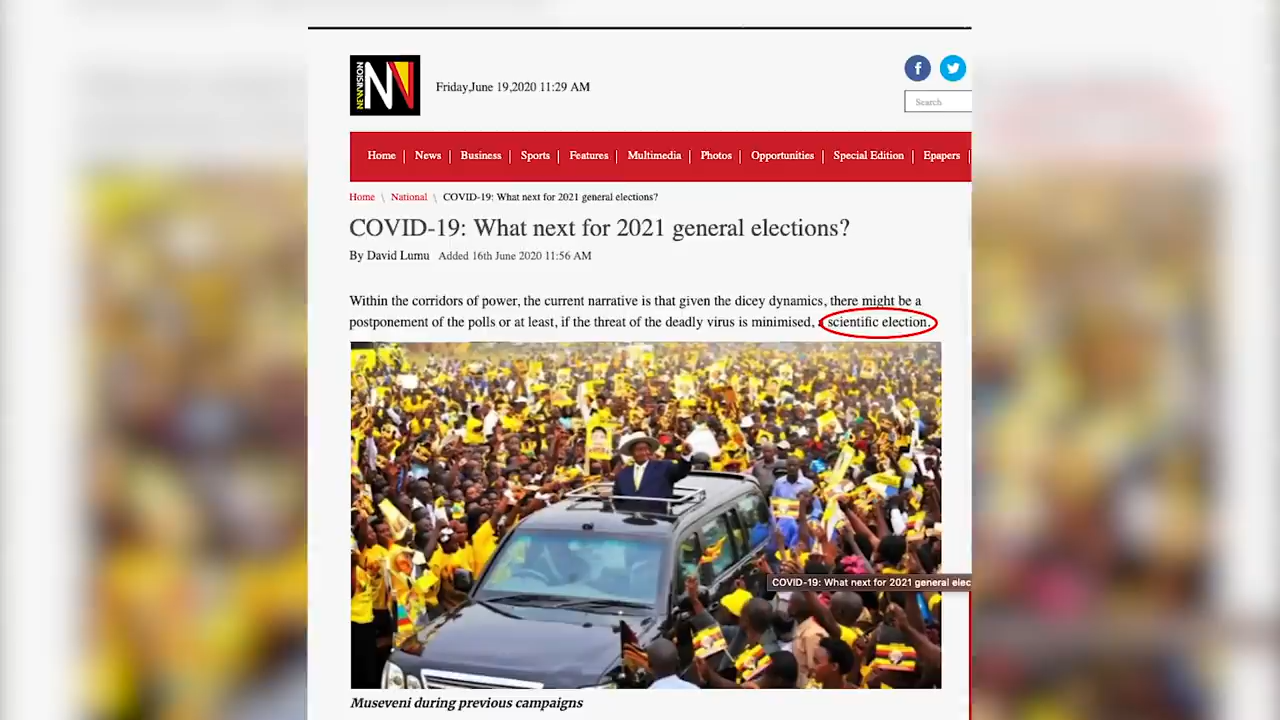 NEW VISION
Friday,June 19,2020 11:29 AM
Search
Home | News | Business | Sports | Features | Multimedia | Photos | Opportunities | Special Edition | Epapers |
Home \ National \ COVID-19: What next for 2021 general elections?
COVID-19: What next for 2021 general elections?
By David Lumu Added 16th June 2020 11:56 AM
Within the corridors of power, the current narrative is that given the dicey dynamics, there might be a
postponement of the polls or at least, if the threat of the deadly virus is minimised, a scientific election.
COVID-19: What next for 2021 general elec
Museveni during previous campaigns